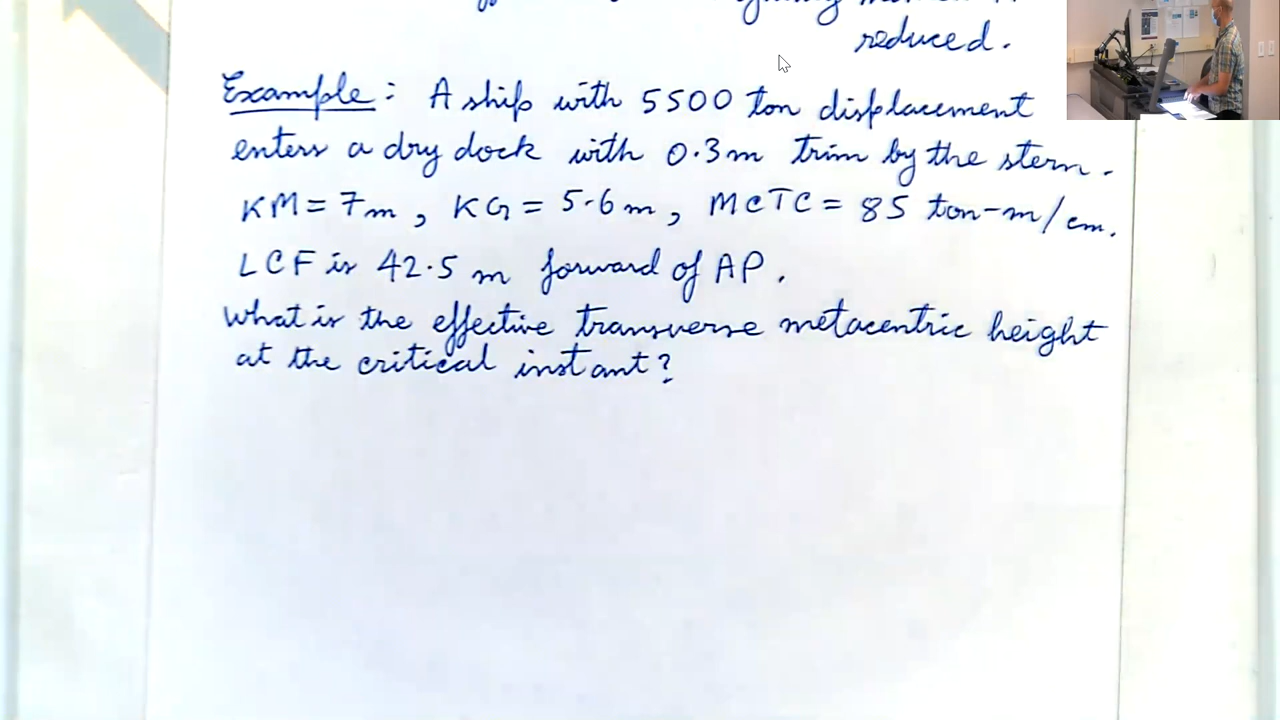 reduced.
Example: A ship with 5500 ton displacement
enters a dry dock with 0.3m trim by the stern.
KM = 7m, KG = 5.6m, MCTC = 85 ton-m/cm.
LCF is 42.5 m forward of AP.
What is the effective transverse metacentric height
at the critical instant?